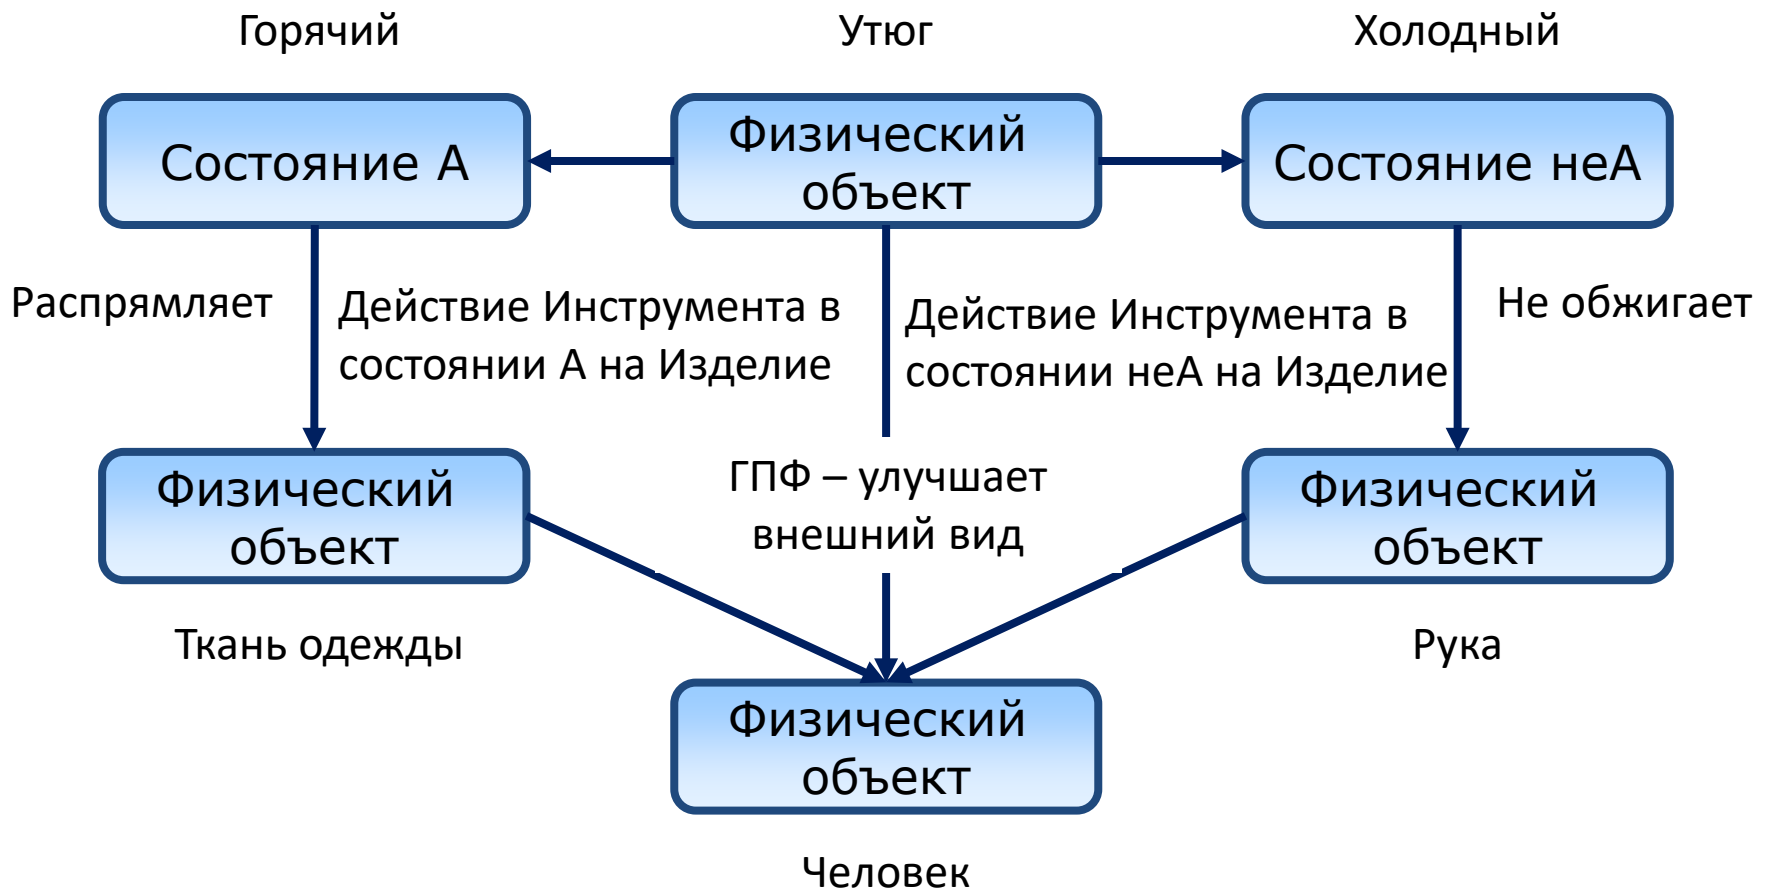 Горячий
Утюг
Холодный
Состояние А
Физический
объект
Состояние неА
Распрямляет
Действие Инструмента в
состоянии А на Изделие
Действие Инструмента в
состоянии неА на Изделие
Не обжигает
Физический
объект
ГПФ – улучшает
внешний вид
Физический
объект
Ткань одежды
Рука
Физический
объект
Человек